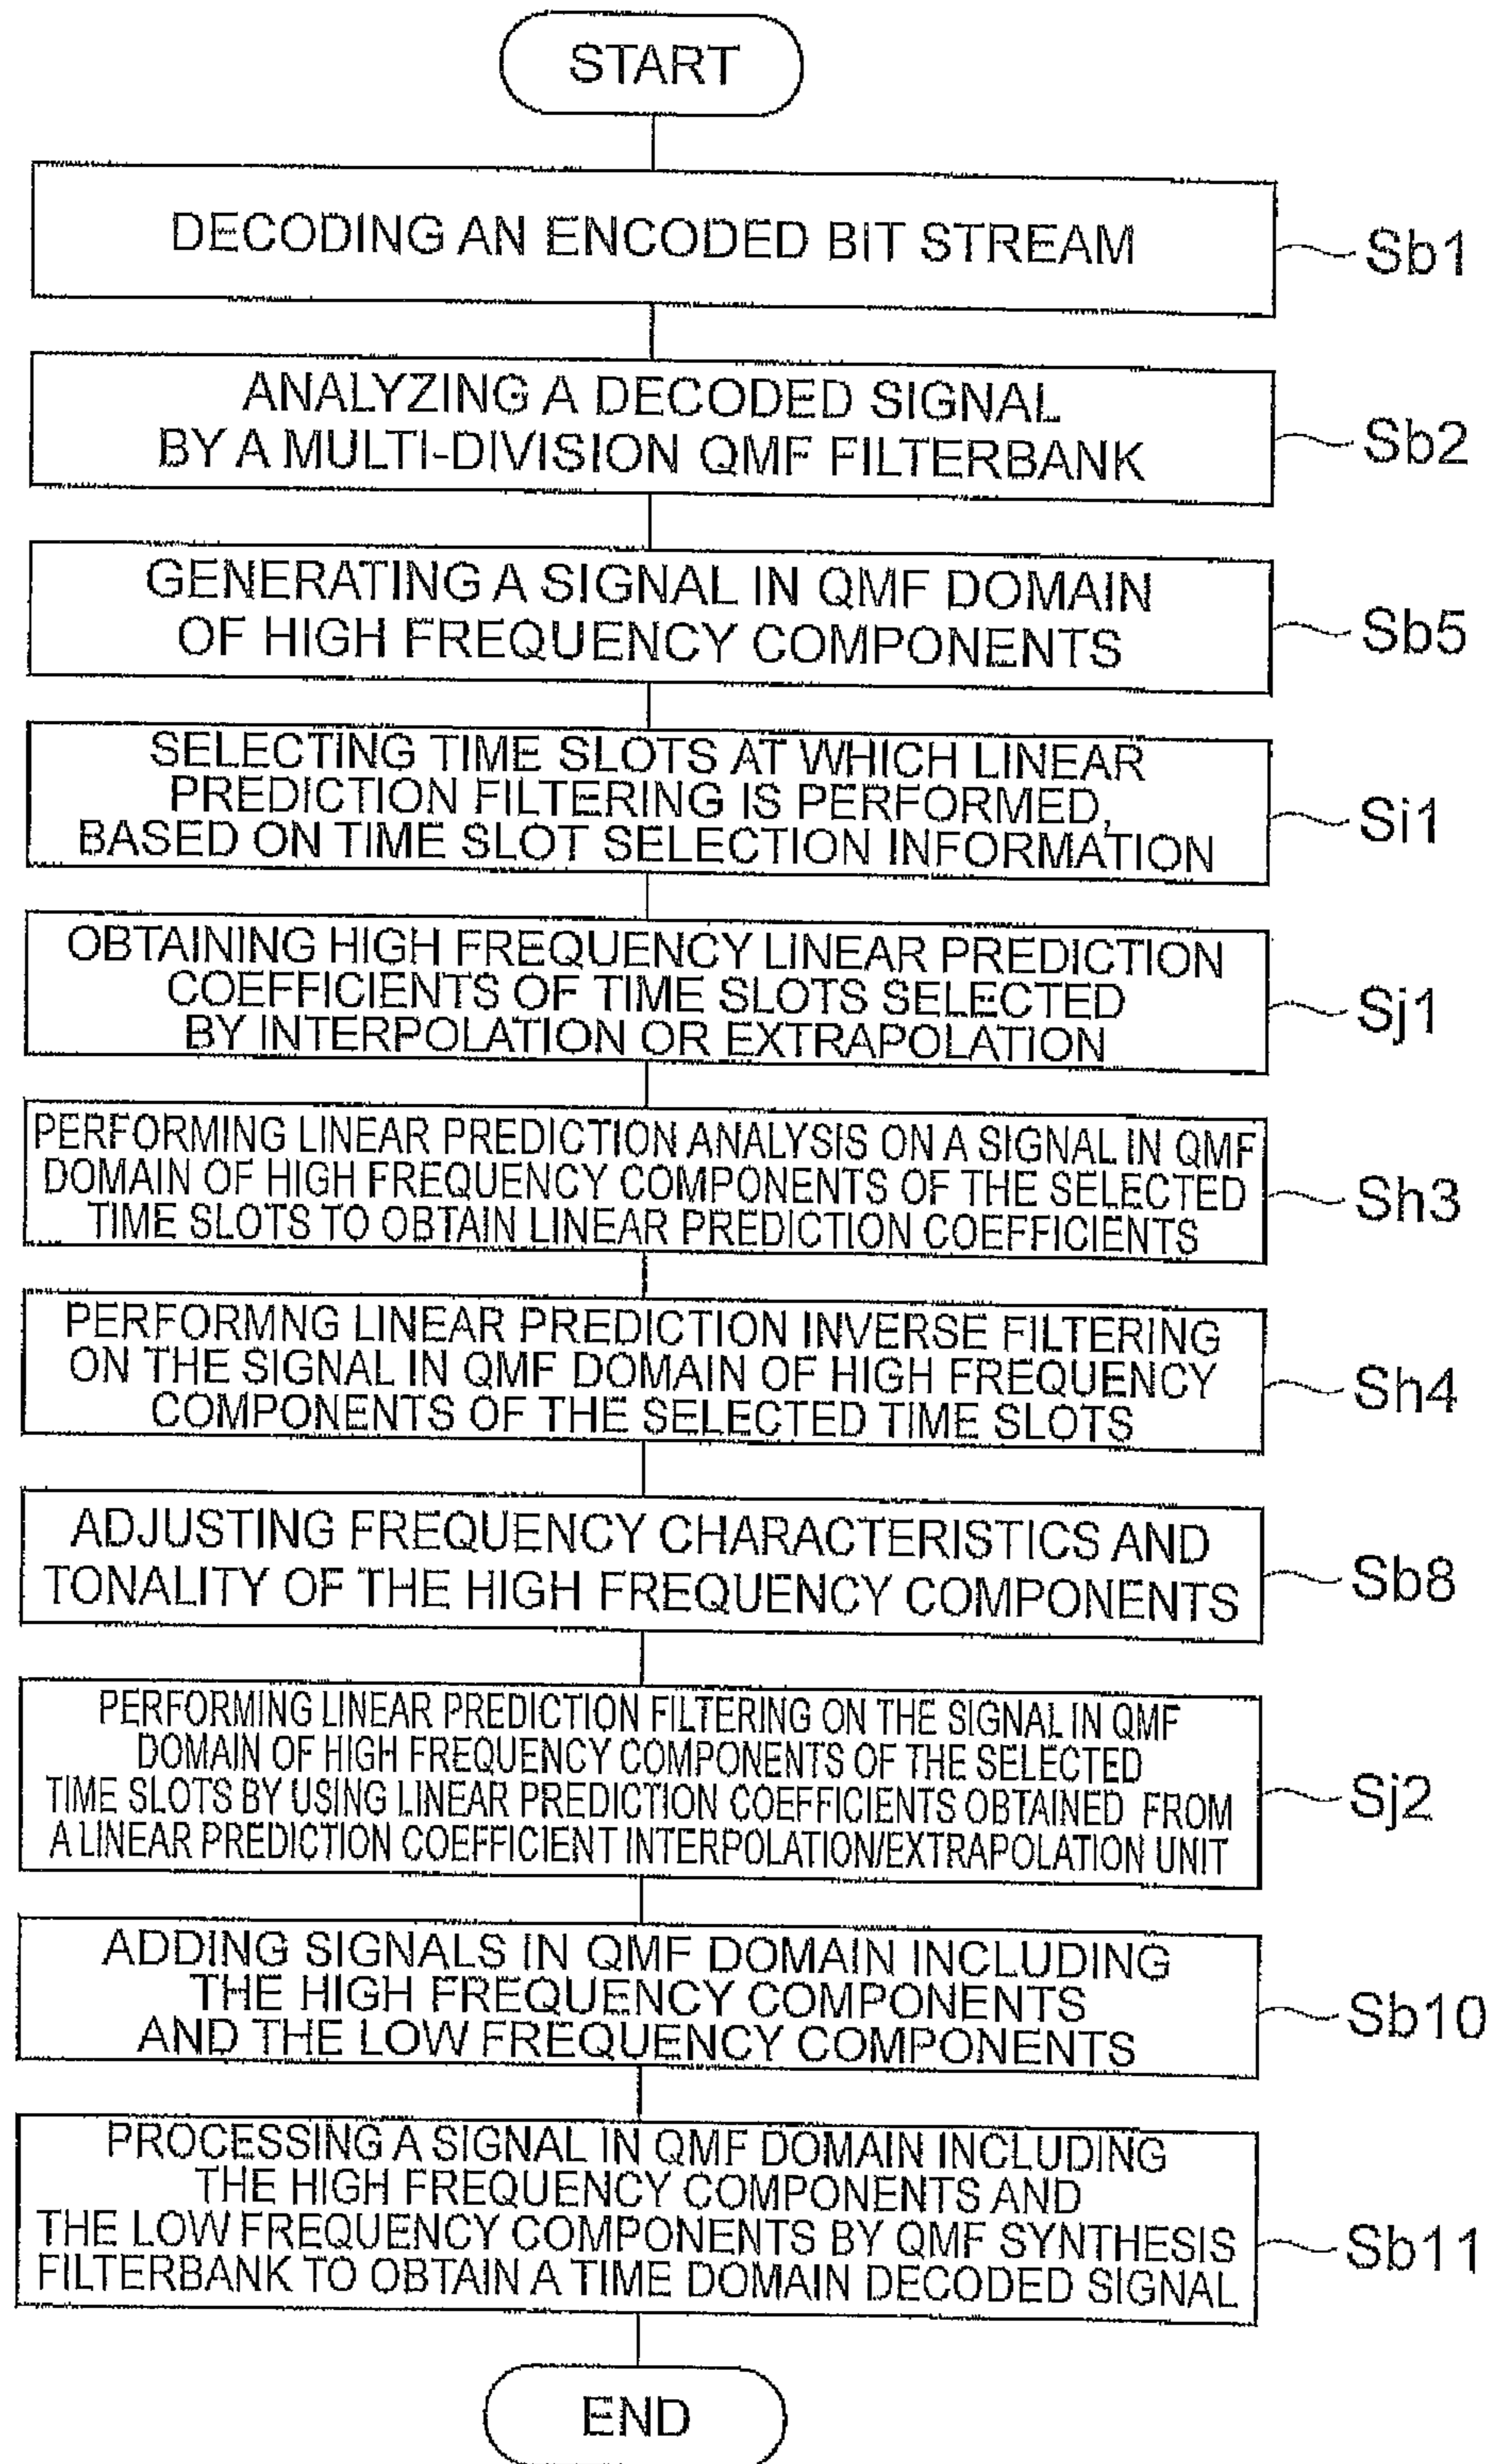 START
DECODING AN ENCODED BIT STREAM
Sb1
ANALYZING A DECODED SIGNAL
BY A MULTI-DIVISION QMF FILTERBANK
Sb2
GENERATING A SIGNAL IN QMF DOMAIN
OF HIGH FREQUENCY COMPONENTS
Sb5
SELECTING TIME SLOTS AT WHICH LINEAR
PREDICTION FILTERING IS PERFORMED,
BASED ON TIME SLOT SELECTION INFORMATION
Si1
OBTAINING HIGH FREQUENCY LINEAR PREDICTION
COEFFICIENTS OF TIME SLOTS SELECTED
BY INTERPOLATION OR EXTRAPOLATION
Sj1
PERFORMING LINEAR PREDICTION ANALYSIS ON A SIGNAL IN QMF
DOMAIN OF HIGH FREQUENCY COMPONENTS OF THE SELECTED
TIME SLOTS TO OBTAIN LINEAR PREDICTION COEFFICIENTS
Sh3
PERFORMNG LINEAR PREDICTION INVERSE FILTERING
ON THE SIGNAL IN QMF DOMAIN OF HIGH FREQUENCY
COMPONENTS OF THE SELECTED TIME SLOTS
Sh4
ADJUSTING FREQUENCY CHARACTERISTICS AND
TONALITY OF THE HIGH FREQUENCY COMPONENTS
Sb8
PERFORMING LINEAR PREDICTION FILTERING ON THE SIGNAL IN QMF
DOMAIN OF HIGH FREQUENCY COMPONENTS OF THE SELECTED
TIME SLOTS BY USING LINEAR PREDICTION COEFFICIENTS OBTAINED FROM
A LINEAR PREDICTION COEFFICIENT INTERPOLATION/EXTRAPOLATION UNIT
Sj2
ADDING SIGNALS IN QMF DOMAIN INCLUDING
THE HIGH FREQUENCY COMPONENTS
AND THE LOW FREQUENCY COMPONENTS
Sb10
PROCESSING A SIGNAL IN QMF DOMAIN INCLUDING
THE HIGH FREQUENCY COMPONENTS AND
THE LOW FREQUENCY COMPONENTS BY QMF SYNTHESIS
FILTERBANK TO OBTAIN A TIME DOMAIN DECODED SIGNAL
Sb11
END